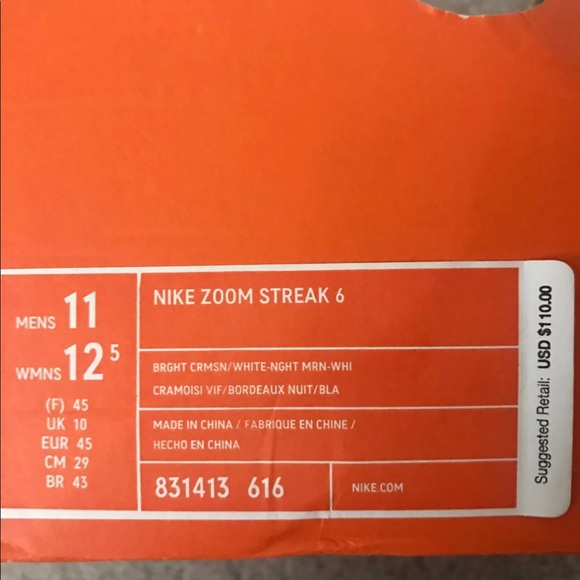 MENS 11
WMNS 12 5
(F) 45
UK 10
EUR 45
CM 29
BR 43
NIKE ZOOM STREAK 6
BRGHT CRMSN/WHITE-NGHT MRN-WHI
CRAMOISI VIF/BORDEAUX NUIT/BLA
MADE IN CHINA / FABRIQUE EN CHINE /
HECHO EN CHINA
831413 616
NIKE.COM
Suggested Retail: USD $110.00